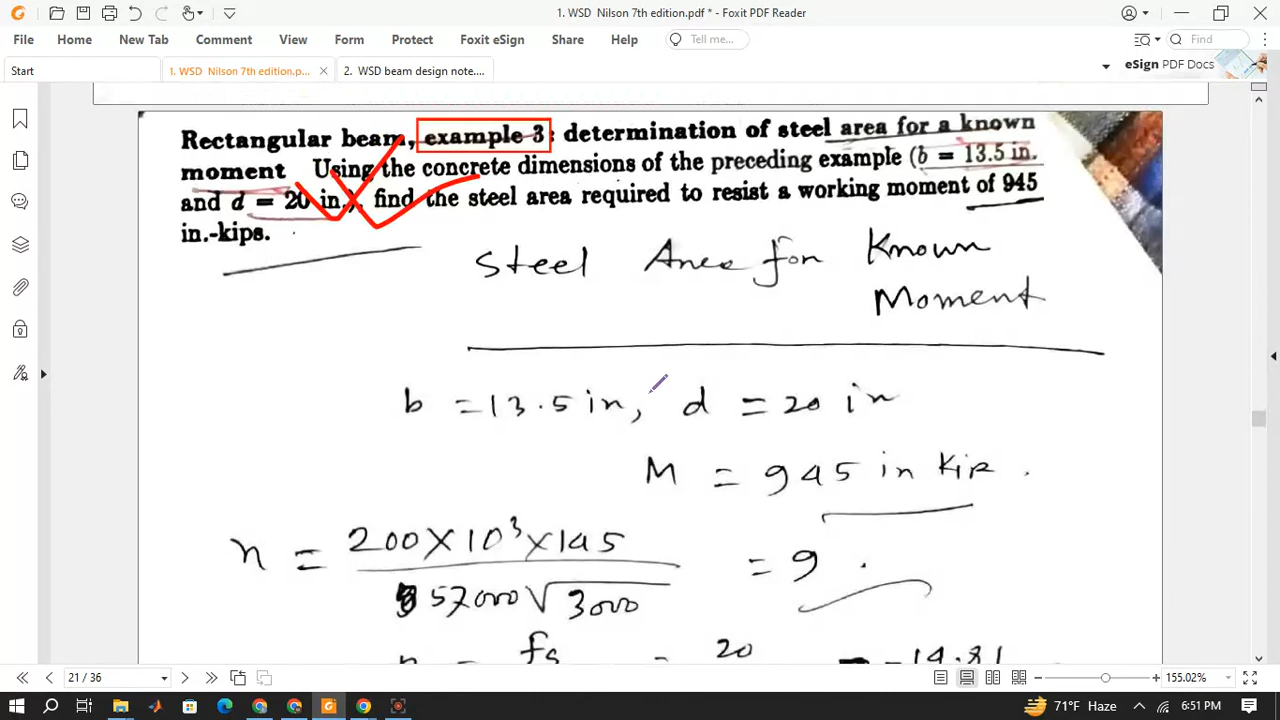 1. WSD Nilson 7th edition.pdf * - Foxit PDF Reader
File Home New Tab Comment View Form Protect Foxit eSign Share Help Tell me... Find
Start 1. WSD Nilson 7th edition.p... × 2. WSD beam design note.... eSign PDF Docs
Rectangular beam, example 3: determination of steel area for a known
moment Using the concrete dimensions of the preceding example (b = 13.5 in.
and d = 20 in.), find the steel area required to resist a working moment of 945
in.-kips.
Steel Area for Known
Moment
b = 13.5 in, d = 20 in
M = 945 in kip.
n = 200×10³×145 / 57000√3000 = 9.
fs
20
14.81
21 / 36 155.02%
71°F Haze 6:51 PM